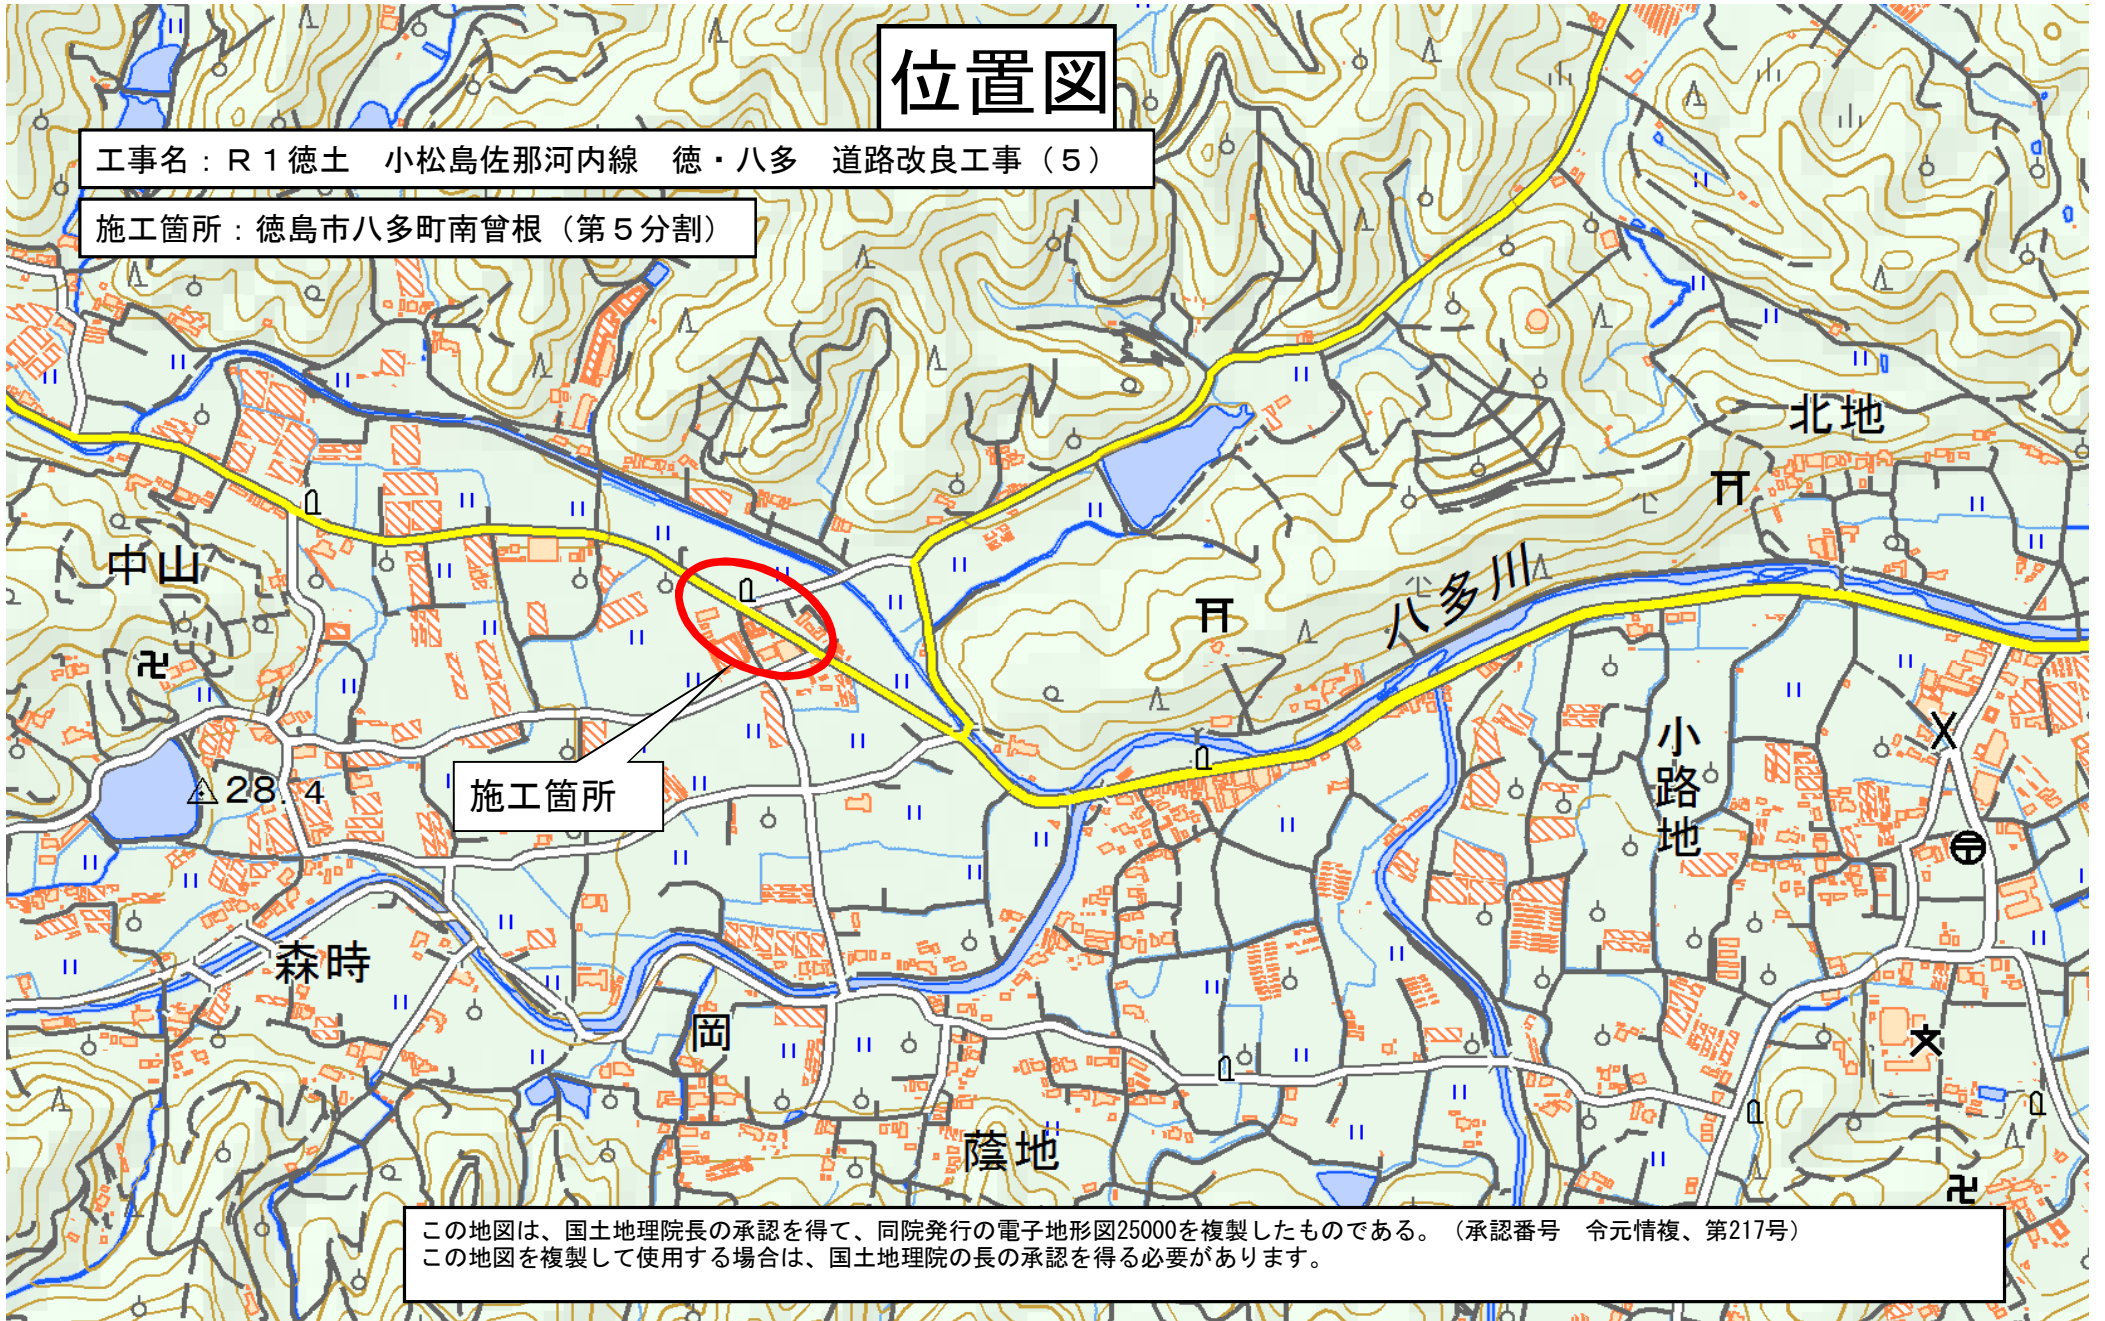 位置図
工事名：Ｒ１徳土　小松島佐那河内線　徳・八多　道路改良工事（５）
施工箇所：徳島市八多町南曾根（第５分割）
北地
中山
八多川
小路地
28.4
施工箇所
森時
岡
蔭地
この地図は、国土地理院長の承認を得て、同院発行の電子地形図25000を複製したものである。（承認番号　令元情複、第217号）
この地図を複製して使用する場合は、国土地理院の長の承認を得る必要があります。